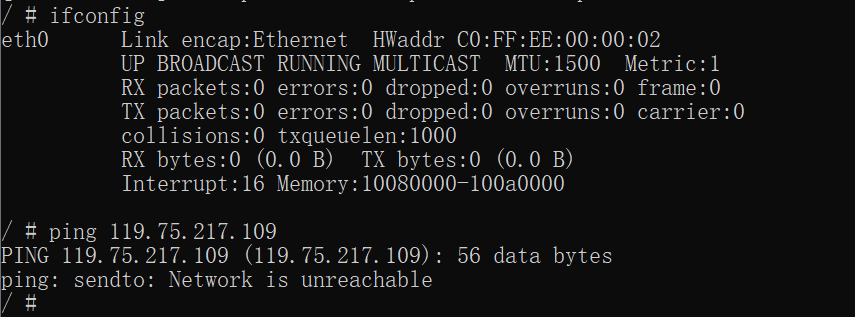 / # ifconfig
eth0 Link encap:Ethernet HWaddr C0:FF:EE:00:00:02
UP BROADCAST RUNNING MULTICAST MTU:1500 Metric:1
RX packets:0 errors:0 dropped:0 overruns:0 frame:0
TX packets:0 errors:0 dropped:0 overruns:0 carrier:0
collisions:0 txqueuelen:1000
RX bytes:0 (0.0 B) TX bytes:0 (0.0 B)
Interrupt:16 Memory:10080000-100a0000
/ # ping 119.75.217.109
PING 119.75.217.109 (119.75.217.109): 56 data bytes
ping: sendto: Network is unreachable
/ #